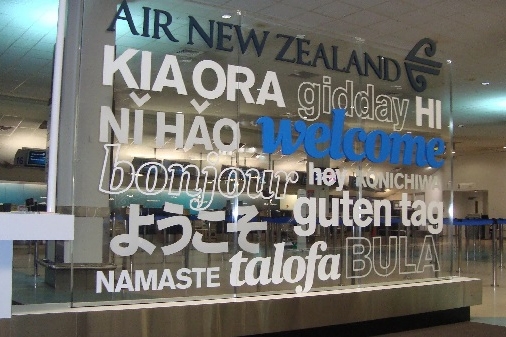 AIR NEW ZEALAND
KIA ORA gidday HI
NǏ HǍO welcome
bonjour hey KONICHIWA
ようこそ guten tag
NAMASTE talofa BULA